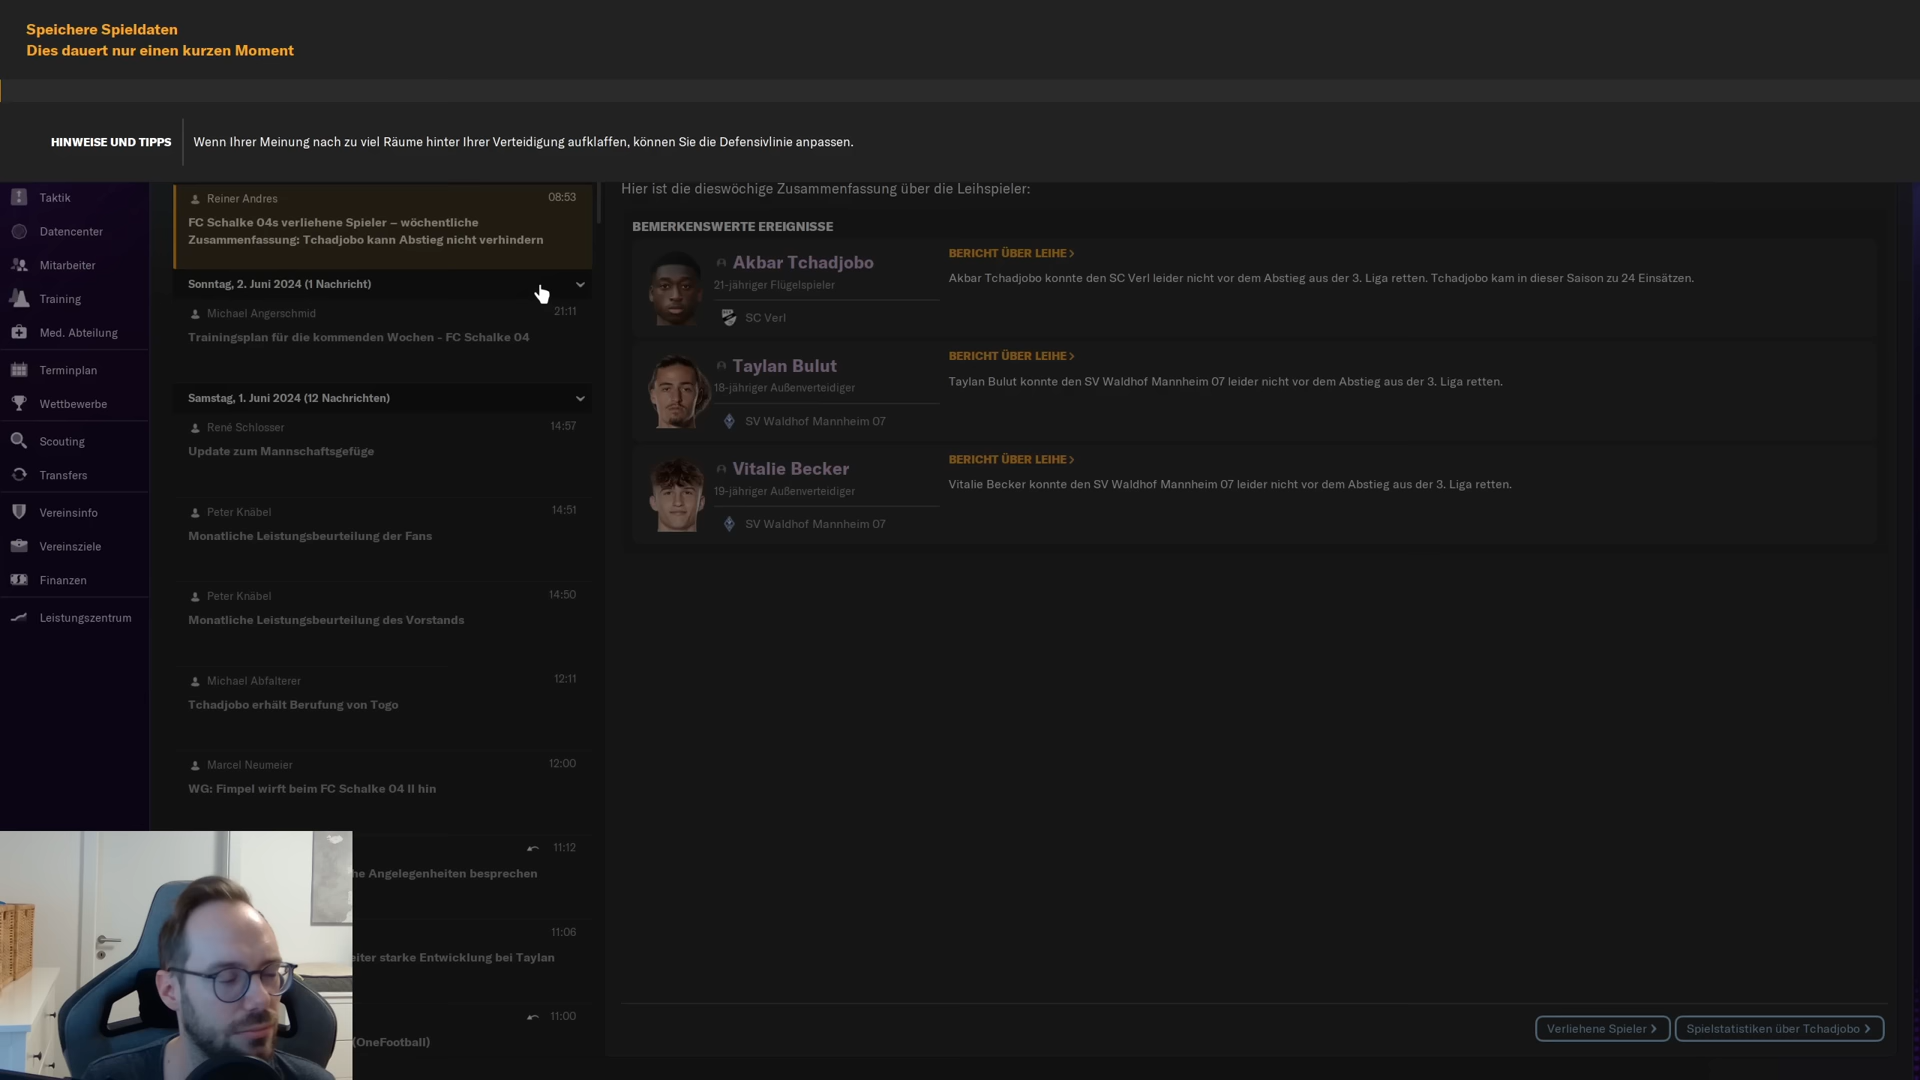 Speichere Spieldaten
Dies dauert nur einen kurzen Moment
HINWEISE UND TIPPS
Wenn Ihrer Meinung nach zu viel Räume hinter Ihrer Verteidigung aufklaffen, können Sie die Defensivlinie anpassen.
Taktik
Datencenter
Mitarbeiter
Training
Med. Abteilung
Terminplan
Wettbewerbe
Scouting
Transfers
Vereinsinfo
Vereinsziele
Finanzen
Leistungszentrum
Reiner Andres
08:53
FC Schalke 04s verliehene Spieler – wöchentliche
Zusammenfassung: Tchadjobo kann Abstieg nicht verhindern
Sonntag, 2. Juni 2024 (1 Nachricht)
Michael Angerschmid
21:11
Trainingsplan für die kommenden Wochen - FC Schalke 04
Samstag, 1. Juni 2024 (12 Nachrichten)
René Schlosser
14:57
Update zum Mannschaftsgefüge
Peter Knäbel
14:51
Monatliche Leistungsbeurteilung der Fans
Peter Knäbel
14:50
Monatliche Leistungsbeurteilung des Vorstands
Michael Abfalterer
12:11
Tchadjobo erhält Berufung von Togo
Marcel Neumeier
12:00
WG: Fimpel wirft beim FC Schalke 04 II hin
11:12
he Angelegenheiten besprechen
11:06
eiter starke Entwicklung bei Taylan
11:00
(OneFootball)
Hier ist die dieswöchige Zusammenfassung über die Leihspieler:
BEMERKENSWERTE EREIGNISSE
Akbar Tchadjobo
21-jähriger Flügelspieler
SC Verl
BERICHT ÜBER LEIHE >
Akbar Tchadjobo konnte den SC Verl leider nicht vor dem Abstieg aus der 3. Liga retten. Tchadjobo kam in dieser Saison zu 24 Einsätzen.
Taylan Bulut
18-jähriger Außenverteidiger
SV Waldhof Mannheim 07
BERICHT ÜBER LEIHE >
Taylan Bulut konnte den SV Waldhof Mannheim 07 leider nicht vor dem Abstieg aus der 3. Liga retten.
Vitalie Becker
19-jähriger Außenverteidiger
SV Waldhof Mannheim 07
BERICHT ÜBER LEIHE >
Vitalie Becker konnte den SV Waldhof Mannheim 07 leider nicht vor dem Abstieg aus der 3. Liga retten.
Verliehene Spieler >
Spielstatistiken über Tchadjobo >